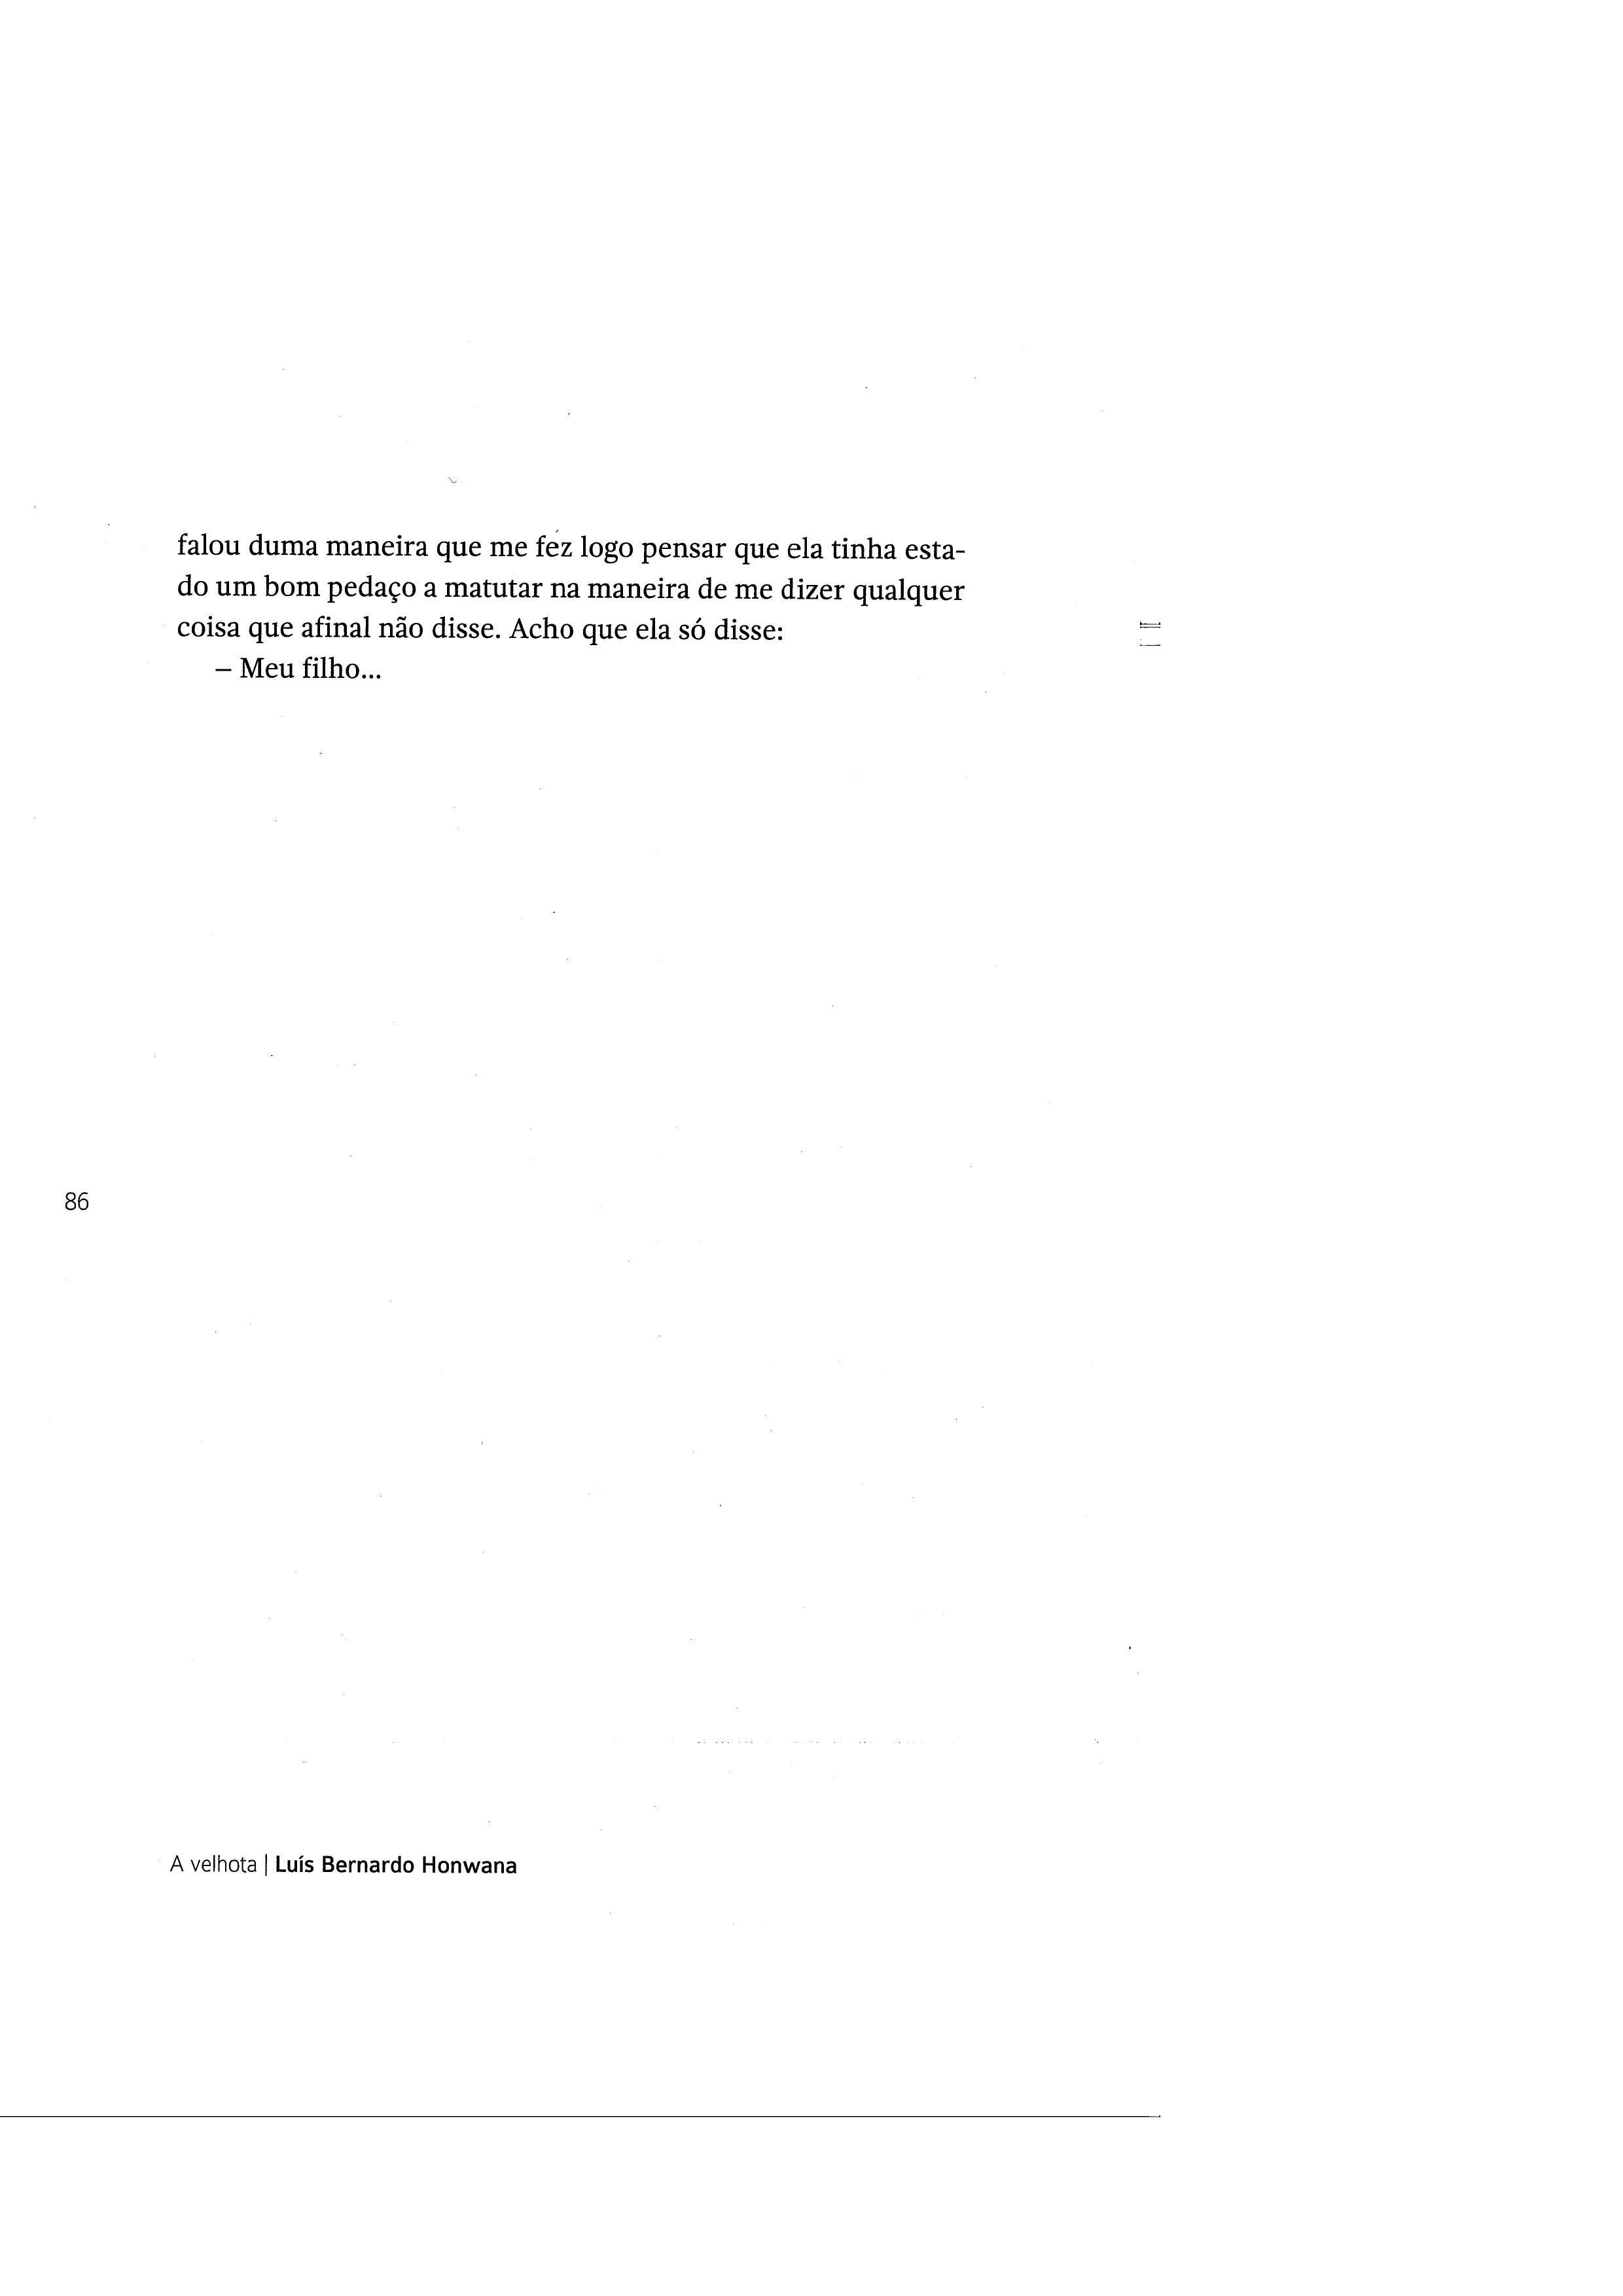 falou duma maneira que me fez logo pensar que ela tinha esta-
do um bom pedaço a matutar na maneira de me dizer qualquer
coisa que afinal não disse. Acho que ela só disse:
– Meu filho...
86
A velhota | Luís Bernardo Honwana